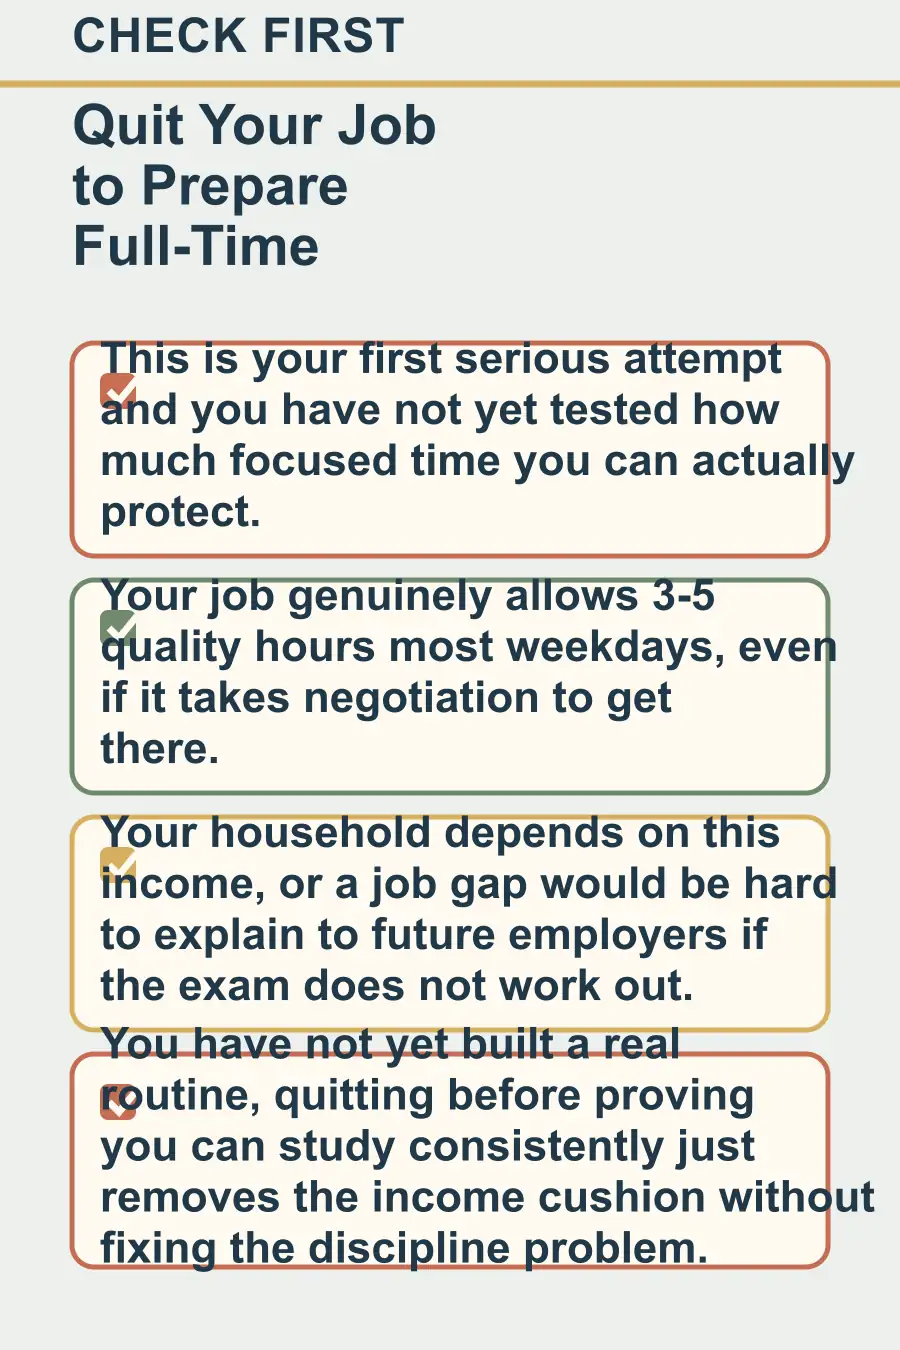 CHECK FIRST
Quit Your Job
to Prepare
Full-Time
This is your first serious attempt
and you have not yet tested how
much focused time you can actually
protect.
Your job genuinely allows 3-5
quality hours most weekdays, even
if it takes negotiation to get
there.
Your household depends on this
income, or a job gap would be hard
to explain to future employers if
the exam does not work out.
You have not yet built a real
routine, quitting before proving
you can study consistently just
removes the income cushion without
fixing the discipline problem.